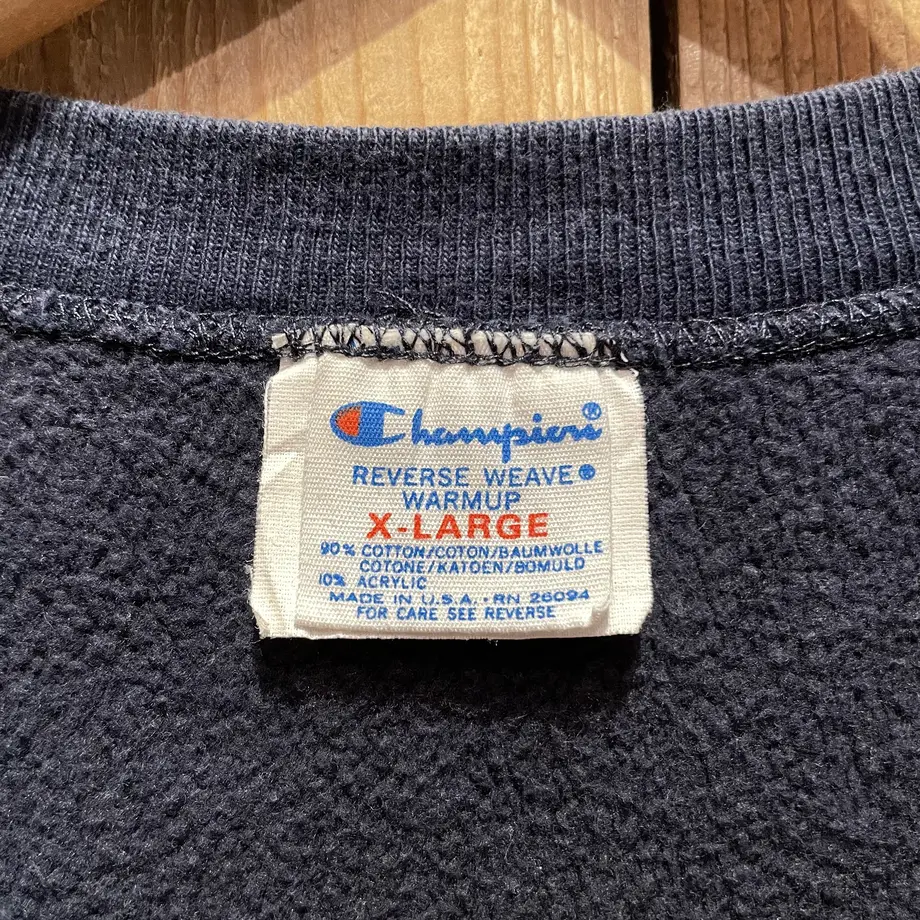 Champion®
REVERSE WEAVE®
WARMUP
X-LARGE
90% COTTON/COTON/BAUMWOLLE
COTONE/KATOEN/BOMULD
10% ACRYLIC
MADE IN U.S.A. · RN 26094
FOR CARE SEE REVERSE